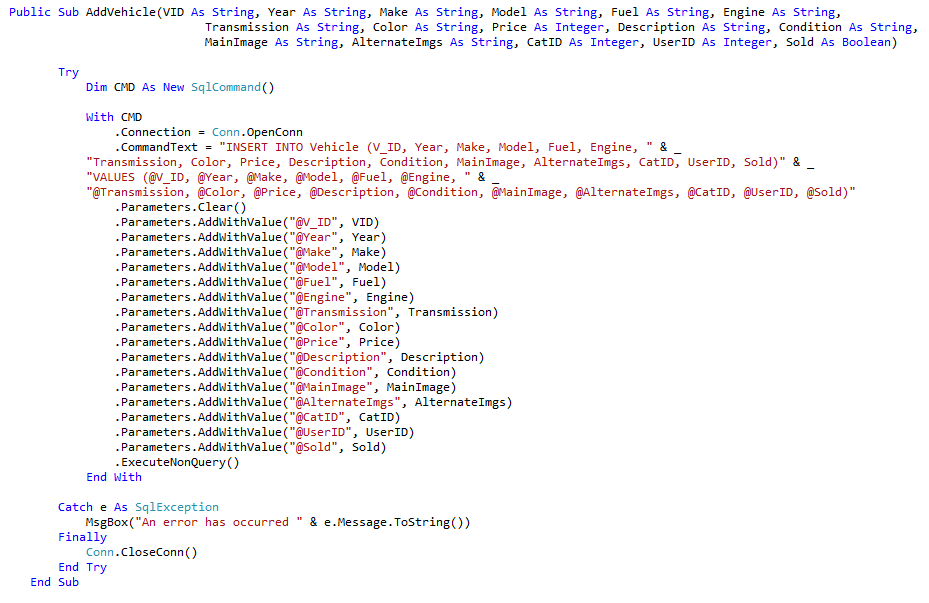 Public Sub AddVehicle(VID As String, Year As String, Make As String, Model As String, Fuel As String, Engine As String,
Transmission As String, Color As String, Price As Integer, Description As String, Condition As String,
MainImage As String, AlternateImgs As String, CatID As Integer, UserID As Integer, Sold As Boolean)
Try
Dim CMD As New SqlCommand()
With CMD
.Connection = Conn.OpenConn
.CommandText = "INSERT INTO Vehicle (V_ID, Year, Make, Model, Fuel, Engine, " & _
"Transmission, Color, Price, Description, Condition, MainImage, AlternateImgs, CatID, UserID, Sold)" & _
"VALUES (@V_ID, @Year, @Make, @Model, @Fuel, @Engine, " & _
"@Transmission, @Color, @Price, @Description, @Condition, @MainImage, @AlternateImgs, @CatID, @UserID, @Sold)"
.Parameters.Clear()
.Parameters.AddWithValue("@V_ID", VID)
.Parameters.AddWithValue("@Year", Year)
.Parameters.AddWithValue("@Make", Make)
.Parameters.AddWithValue("@Model", Model)
.Parameters.AddWithValue("@Fuel", Fuel)
.Parameters.AddWithValue("@Engine", Engine)
.Parameters.AddWithValue("@Transmission", Transmission)
.Parameters.AddWithValue("@Color", Color)
.Parameters.AddWithValue("@Price", Price)
.Parameters.AddWithValue("@Description", Description)
.Parameters.AddWithValue("@Condition", Condition)
.Parameters.AddWithValue("@MainImage", MainImage)
.Parameters.AddWithValue("@AlternateImgs", AlternateImgs)
.Parameters.AddWithValue("@CatID", CatID)
.Parameters.AddWithValue("@UserID", UserID)
.Parameters.AddWithValue("@Sold", Sold)
.ExecuteNonQuery()
End With
Catch e As SqlException
MsgBox("An error has occurred " & e.Message.ToString())
Finally
Conn.CloseConn()
End Try
End Sub